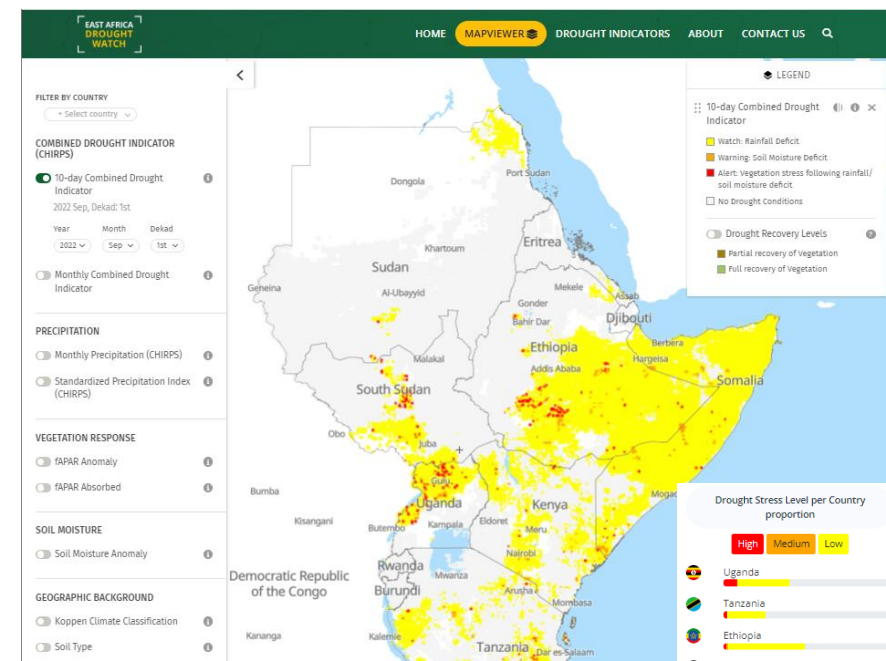 EAST AFRICA
DROUGHT
WATCH
HOME
MAPVIEWER
DROUGHT INDICATORS
ABOUT
CONTACT US
FILTER BY COUNTRY
+ Select country
COMBINED DROUGHT INDICATOR
(CHIRPS)
10-day Combined Drought
Indicator
2022 Sep, Dekad: 1st
Year Month Dekad
2022 Sep 1st
Monthly Combined Drought
Indicator
PRECIPITATION
Monthly Precipitation (CHIRPS)
Standardized Precipitation Index
(CHIRPS)
VEGETATION RESPONSE
fAPAR Anomaly
fAPAR Absorbed
SOIL MOISTURE
Soil Moisture Anomaly
GEOGRAPHIC BACKGROUND
Koppen Climate Classification
Soil Type
LEGEND
10-day Combined Drought
Indicator
Watch: Rainfall Deficit
Warning: Soil Moisture Deficit
Alert: Vegetation stress following rainfall/
soil moisture deficit
No Drought Conditions
Drought Recovery Levels
Partial recovery of Vegetation
Full recovery of Vegetation
Port Sudan
Dongola
Khartoum
Eritrea
Sudan
Geneina
Al-Ubayyid
Mekele
Assab
Gonder
Djibouti
Bahir Dar
Ethiopia
Berbera
Malakal
Addis Ababa
Hargeisa
South Sudan
Somalia
Obo
Juba
Gulu
Bumba
Uganda
Kenya
Mogad
Kisangani
Butembo
Kampala
Eldoret
Meru
Nairobi
Rwanda
Democratic Republic
of the Congo
Mwanza
Burundi
Arusha
Mombasa
Kananga
Kalemie
Tanzania
Dar es-Salaam
Drought Stress Level per Country
proportion
High Medium Low
Uganda
Tanzania
Ethiopia